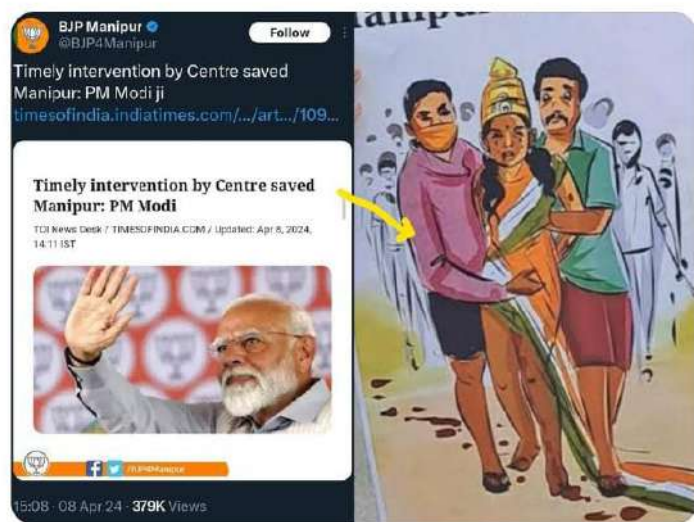 BJP Manipur
@BJP4Manipur
Follow
Timely intervention by Centre saved
Manipur: PM Modi ji
timesofindia.indiatimes.com/.../art.../109...
Timely intervention by Centre saved
Manipur: PM Modi
TOI News Desk / TIMESOFINDIA.COM / Updated: Apr 8, 2024,
14:11 IST
/BJP4Manipur
15:08 · 08 Apr 24 · 379K Views